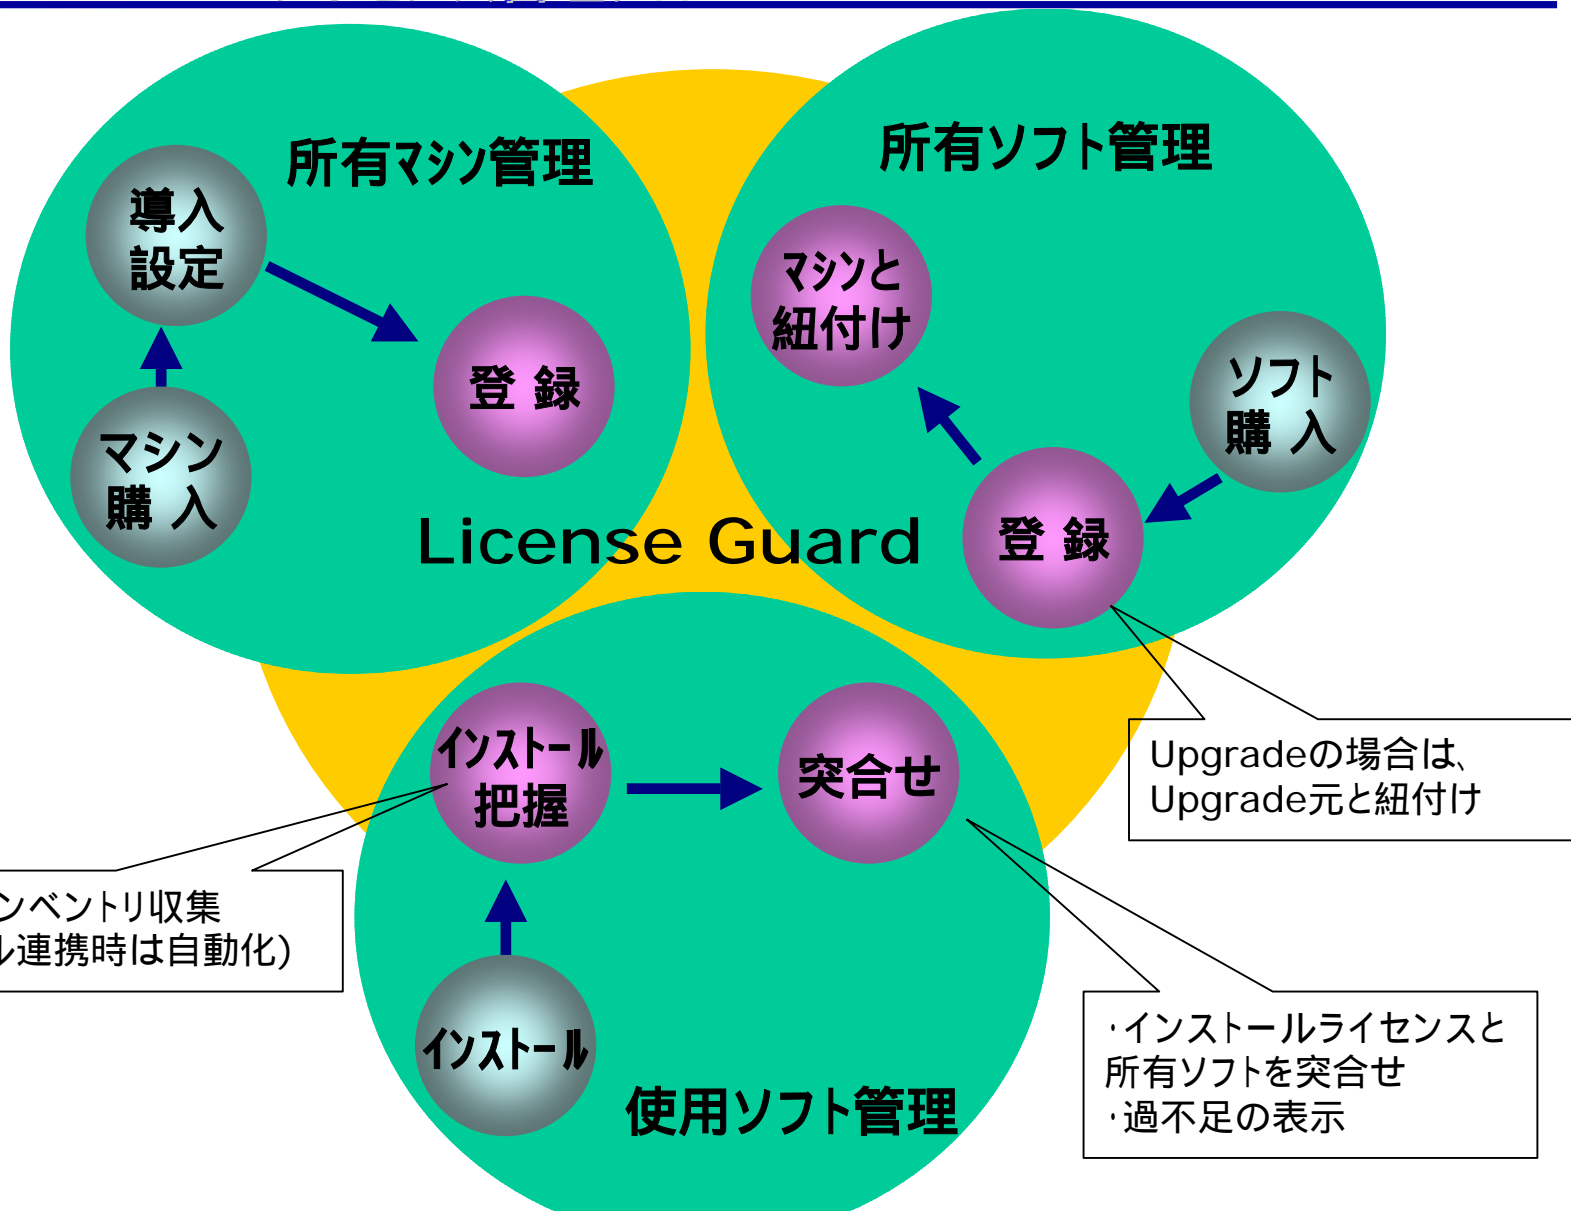 所有マシン管理
導入
設定
登 録
マシン
購 入
所有ソフト管理
マシンと
紐付け
ソフト
購 入
登 録
License Guard
Upgradeの場合は、
Upgrade元と紐付け
インストール
把握
突合せ
ンベントリ収集
ル連携時は自動化)
インストール
使用ソフト管理
・インストールライセンスと
所有ソフトを突合せ
・過不足の表示